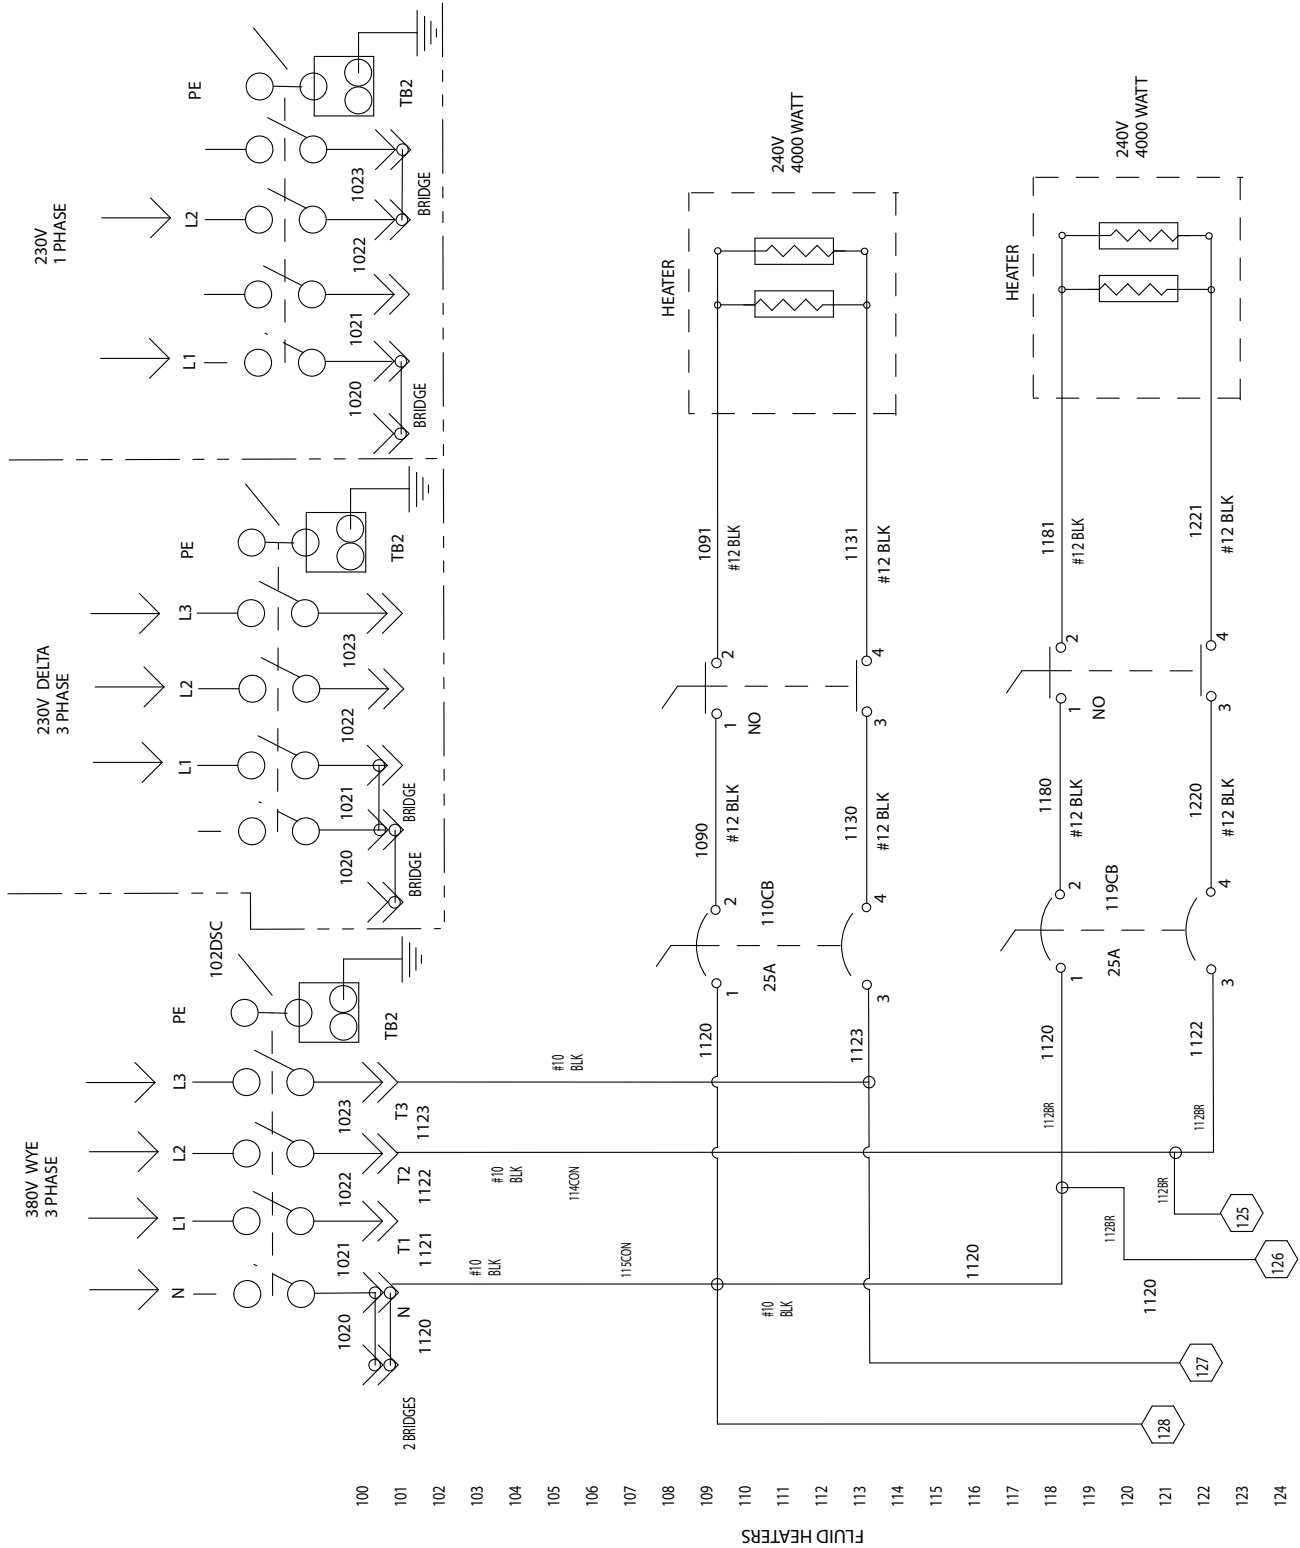 380V WYE
3 PHASE
N
L1
L2
L3
PE
102DSC
1020
1021
1022
1023
TB2
N
1120
T1
1121
T2
1122
T3
1123
2 BRIDGES
230V DELTA
3 PHASE
L1
L2
L3
PE
1020
1021
1022
1023
TB2
BRIDGE
BRIDGE
230V
1 PHASE
L1
L2
PE
1020
1021
1022
1023
TB2
BRIDGE
BRIDGE
#10
BLK
#10
BLK
#10
BLK
115CON
114CON
1120
1
2
110CB
25A
1090
#12 BLK
1
2
NO
1091
#12 BLK
HEATER
240V
4000 WATT
#10
BLK
1123
3
4
1130
#12 BLK
3
4
1131
#12 BLK
1120
1120
112BR
1
2
119CB
25A
1180
#12 BLK
1
2
NO
1181
#12 BLK
HEATER
240V
4000 WATT
1120
112BR
112BR
112BR
1122
3
4
1220
#12 BLK
3
4
1221
#12 BLK
128
127
126
125
100
101
102
103
104
105
106
107
108
109
110
111
112
113
114
115
116
117
118
119
120
121
122
123
124
FLUID HEATERS